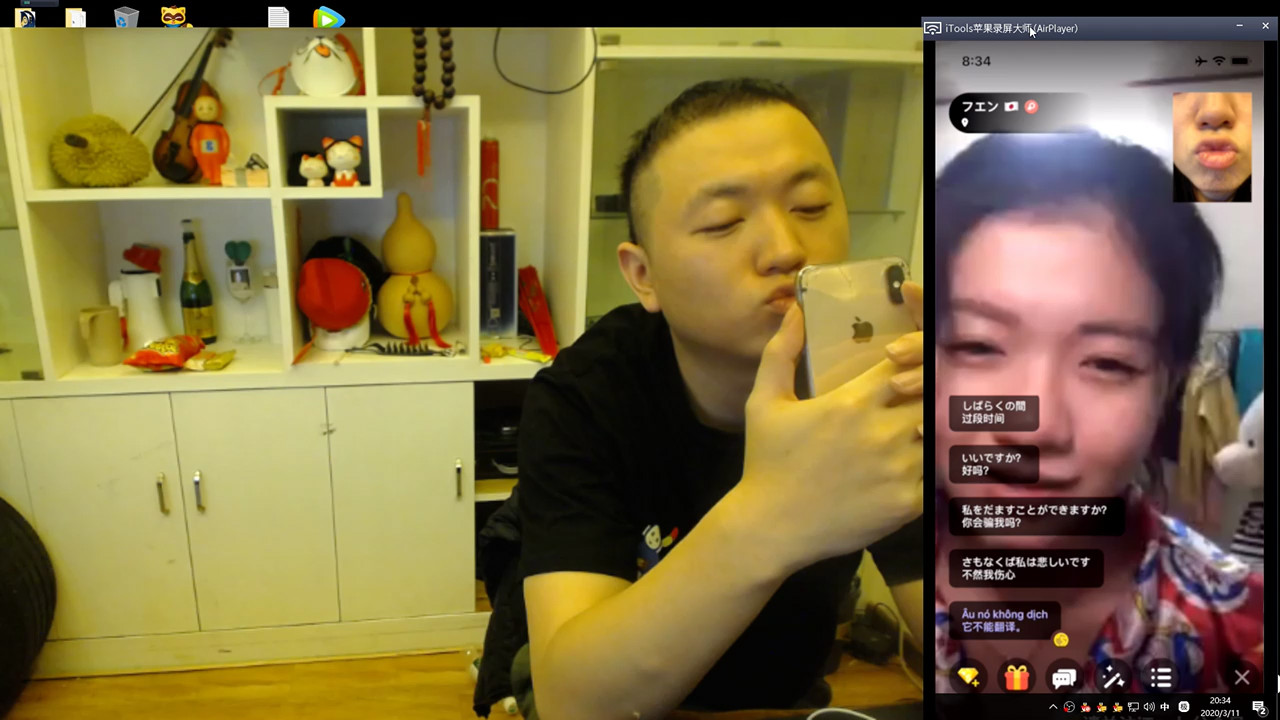 iTools苹果录屏大师(AirPlayer)
8:34
フエン
しばらくの間
过段时间
いいですか?
好吗?
私をだますことができますか?
你会骗我吗?
さもなくば私は悲しいです
不然我伤心
Âu nó không dịch
它不能翻译。
20:34
中
2020/3/11
2